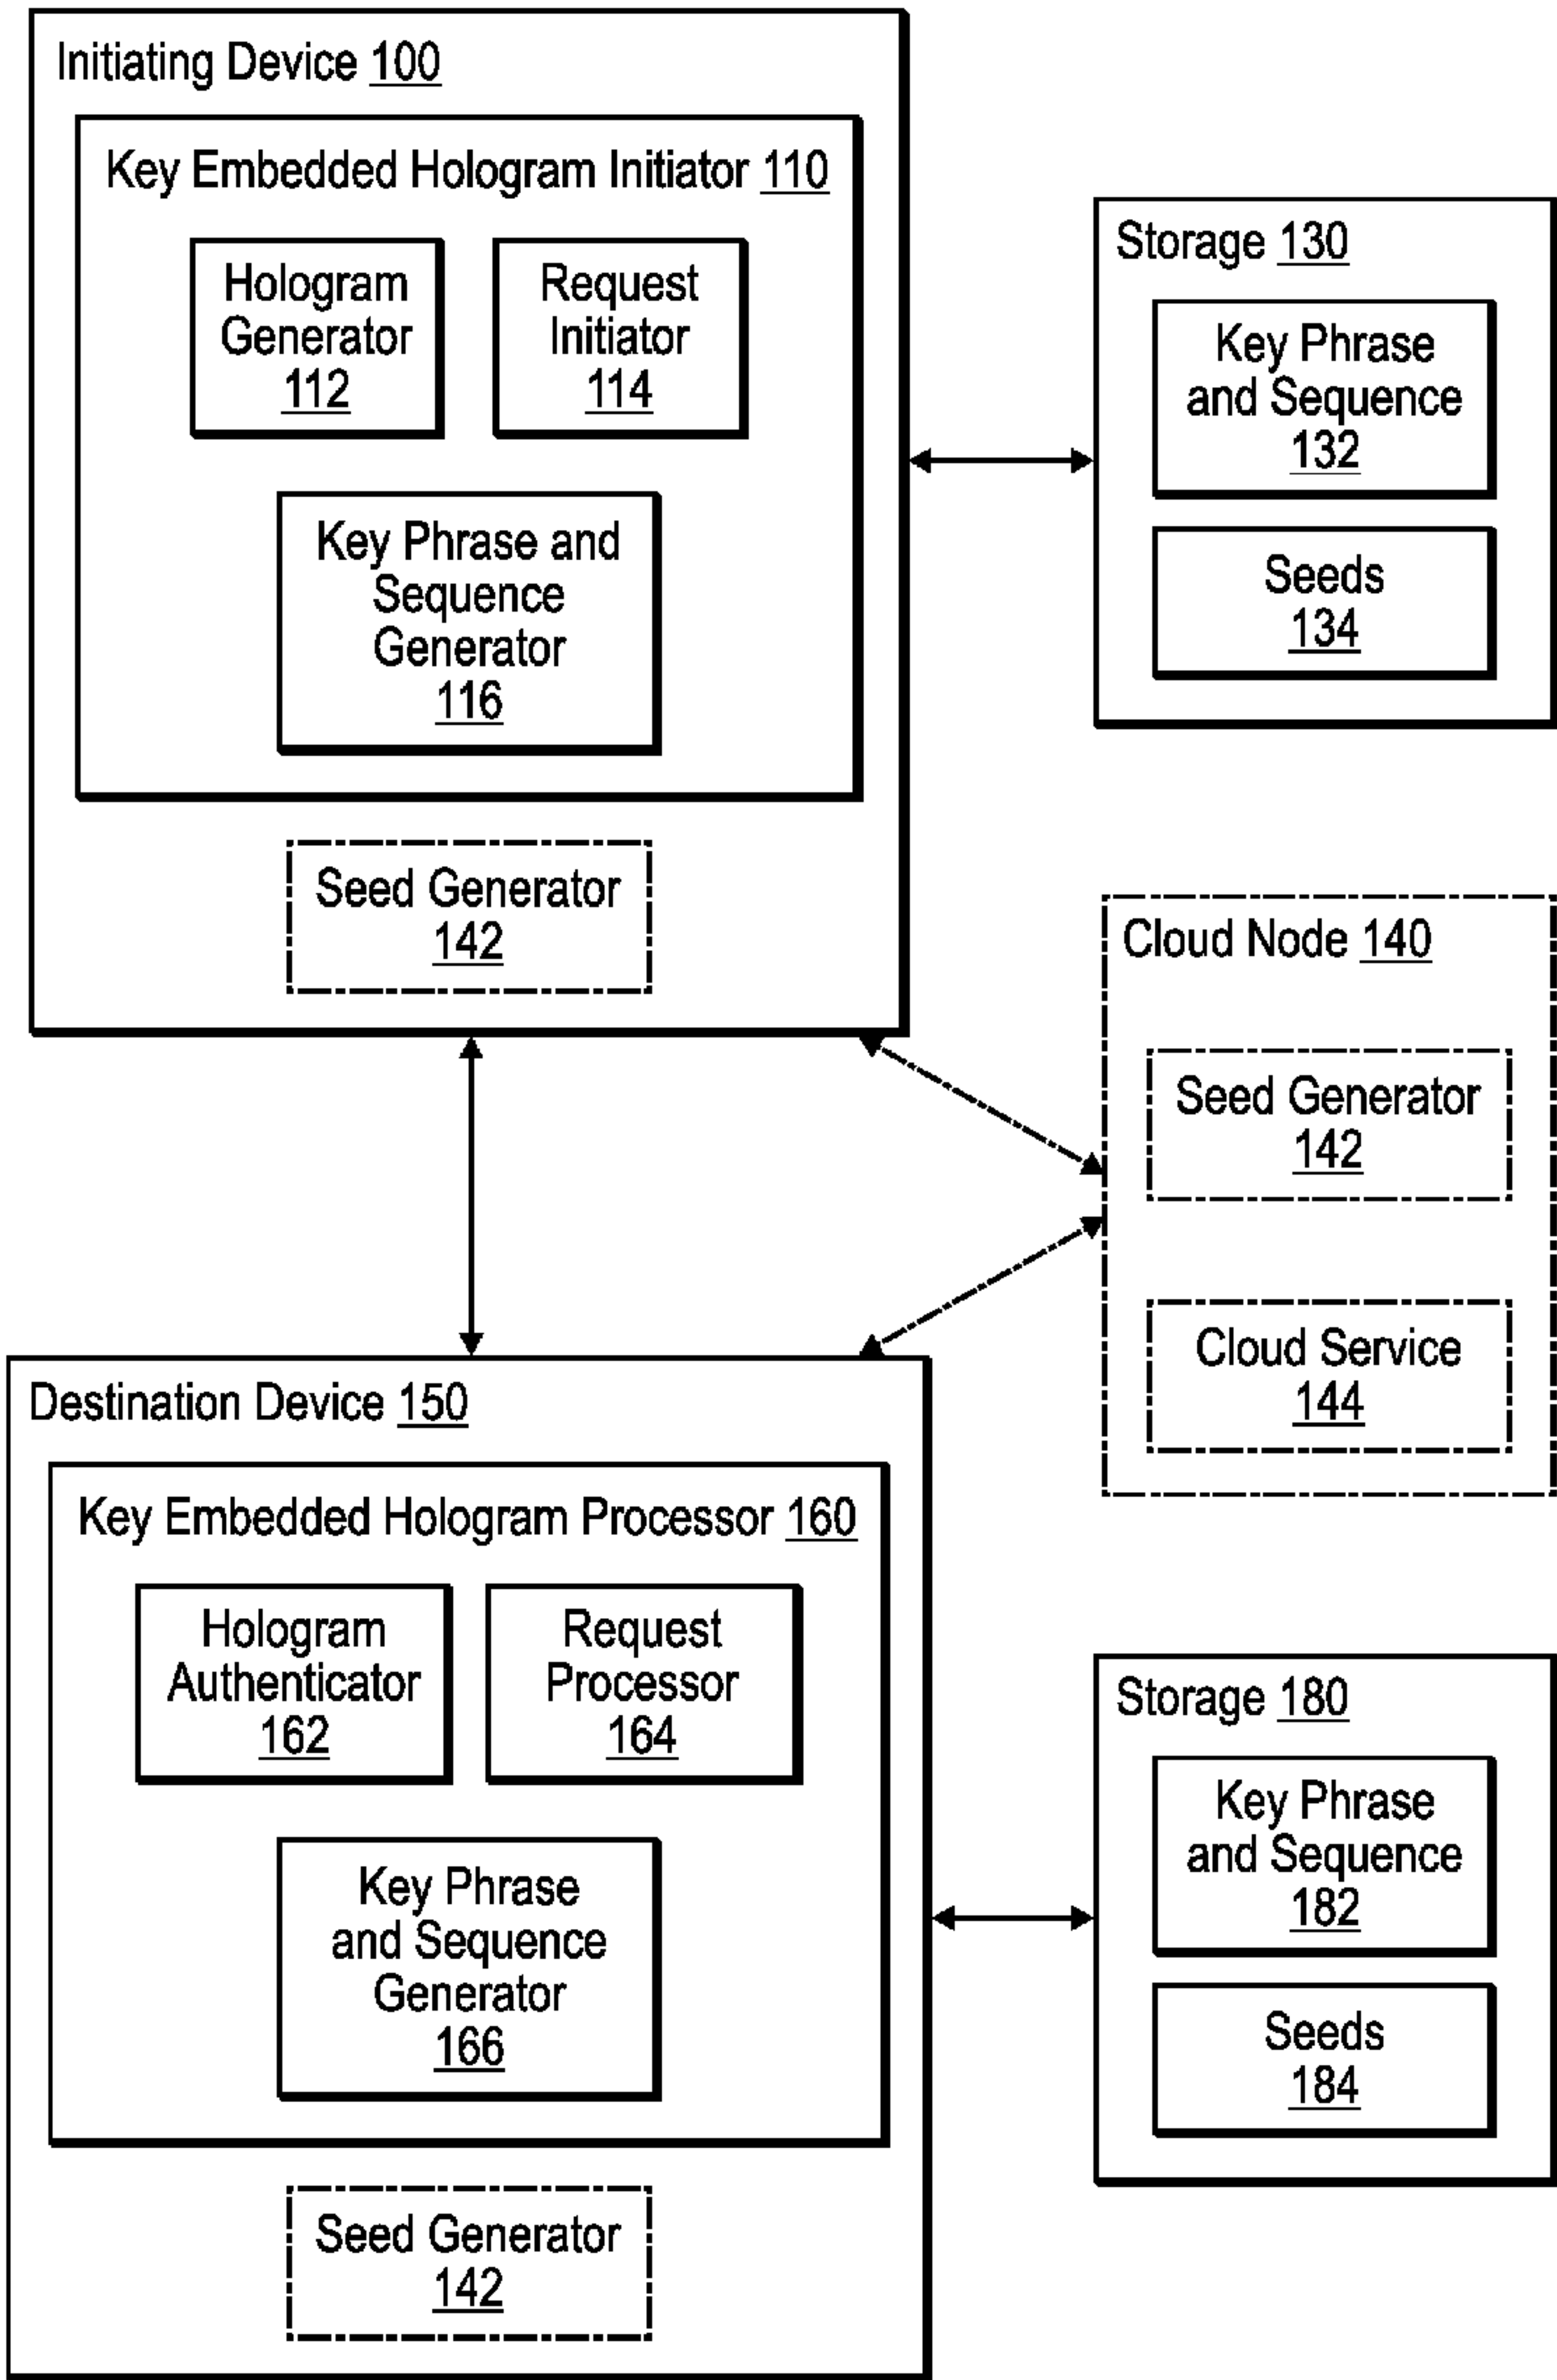 Initiating Device 100
Key Embedded Hologram Initiator 110
Hologram
Generator
112
Request
Initiator
114
Key Phrase and
Sequence
Generator
116
Seed Generator
142
Storage 130
Key Phrase
and Sequence
132
Seeds
134
Cloud Node 140
Seed Generator
142
Cloud Service
144
Destination Device 150
Key Embedded Hologram Processor 160
Hologram
Authenticator
162
Request
Processor
164
Key Phrase
and Sequence
Generator
166
Seed Generator
142
Storage 180
Key Phrase
and Sequence
182
Seeds
184